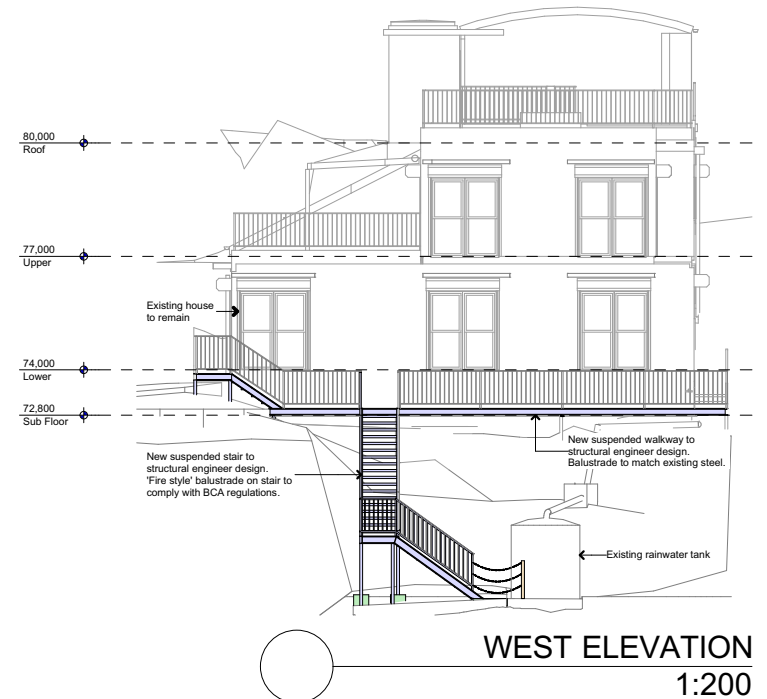 80,000
Roof
77,000
Upper
Existing house
to remain
74,000
Lower
72,800
Sub Floor
New suspended stair to
structural engineer design.
'Fire style' balustrade on stair to
comply with BCA regulations.
New suspended walkway to
structural engineer design.
Balustrade to match existing steel.
Existing rainwater tank
WEST ELEVATION
1:200